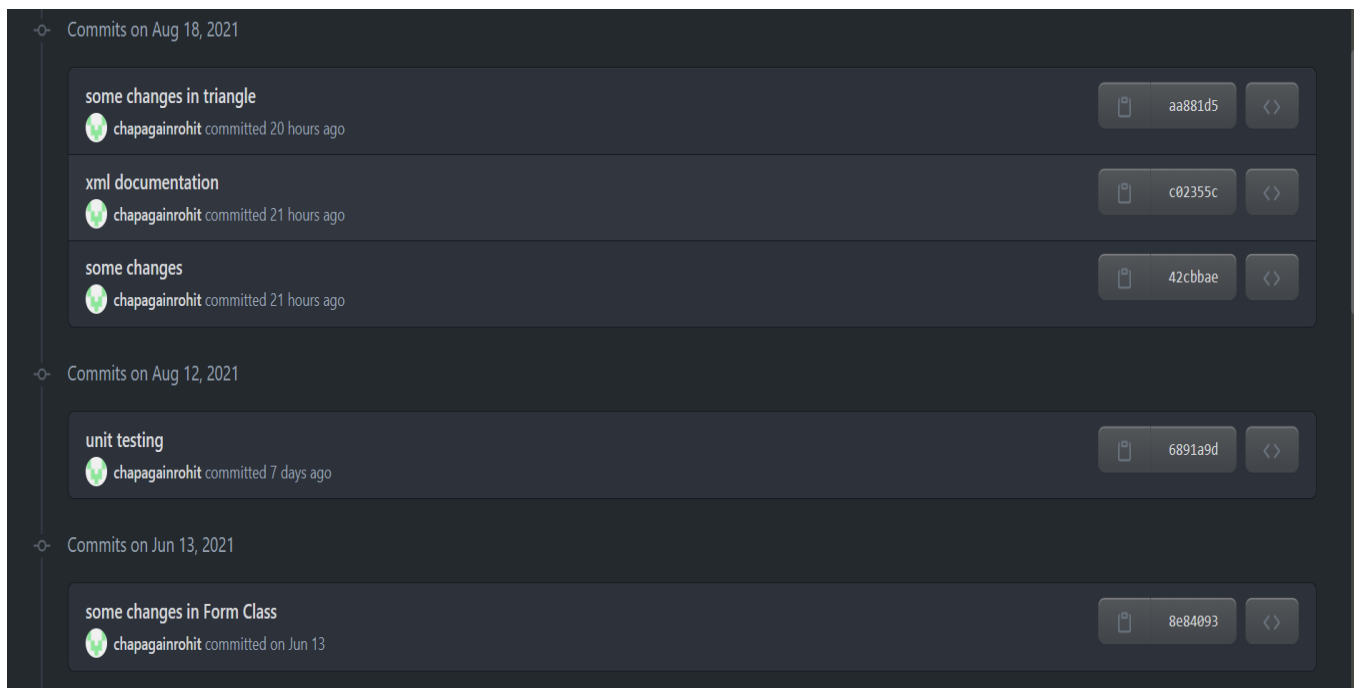 Commits on Aug 18, 2021
some changes in triangle
chapagainrohit committed 20 hours ago
aa881d5
xml documentation
chapagainrohit committed 21 hours ago
c02355c
some changes
chapagainrohit committed 21 hours ago
42cbbae
Commits on Aug 12, 2021
unit testing
chapagainrohit committed 7 days ago
6891a9d
Commits on Jun 13, 2021
some changes in Form Class
chapagainrohit committed on Jun 13
8e84093